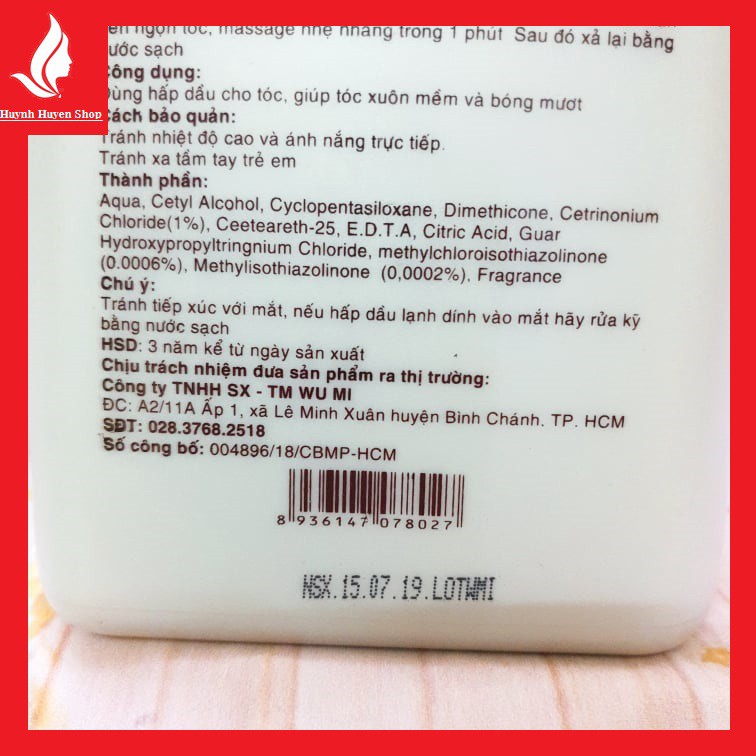 ngọn tóc, massage nhẹ nhàng trong 1 phút Sau đó xả lại bằng
nước sạch
Huynh Huyen Shop
Công dụng:
Dùng hấp dầu cho tóc, giúp tóc xuôn mềm và bóng mượt
Cách bảo quản:
Tránh nhiệt độ cao và ánh nắng trực tiếp.
Tránh xa tầm tay trẻ em
Thành phần:
Aqua, Cetyl Alcohol, Cyclopentasiloxane, Dimethicone, Cetrinonium
Chloride(1%), Ceeteareth-25, E.D.T.A, Citric Acid, Guar
Hydroxypropyltringnium Chloride, methylchloroisothiazolinone
(0.0006%), Methylisothiazolinone (0,0002%). Fragrance
Chú ý:
Tránh tiếp xúc với mắt, nếu hấp dầu lạnh dính vào mắt hãy rửa kỹ
bằng nước sạch
HSD: 3 năm kể từ ngày sản xuất
Chịu trách nhiệm đưa sản phẩm ra thị trường:
Công ty TNHH SX - TM WU MI
ĐC: A2/11A Ấp 1, xã Lê Minh Xuân huyện Bình Chánh. TP. HCM
SĐT: 028.3768.2518
Số công bố: 004896/18/CBMP-HCM
8 936147 078027
NSX.15.07.19.LOTWMI